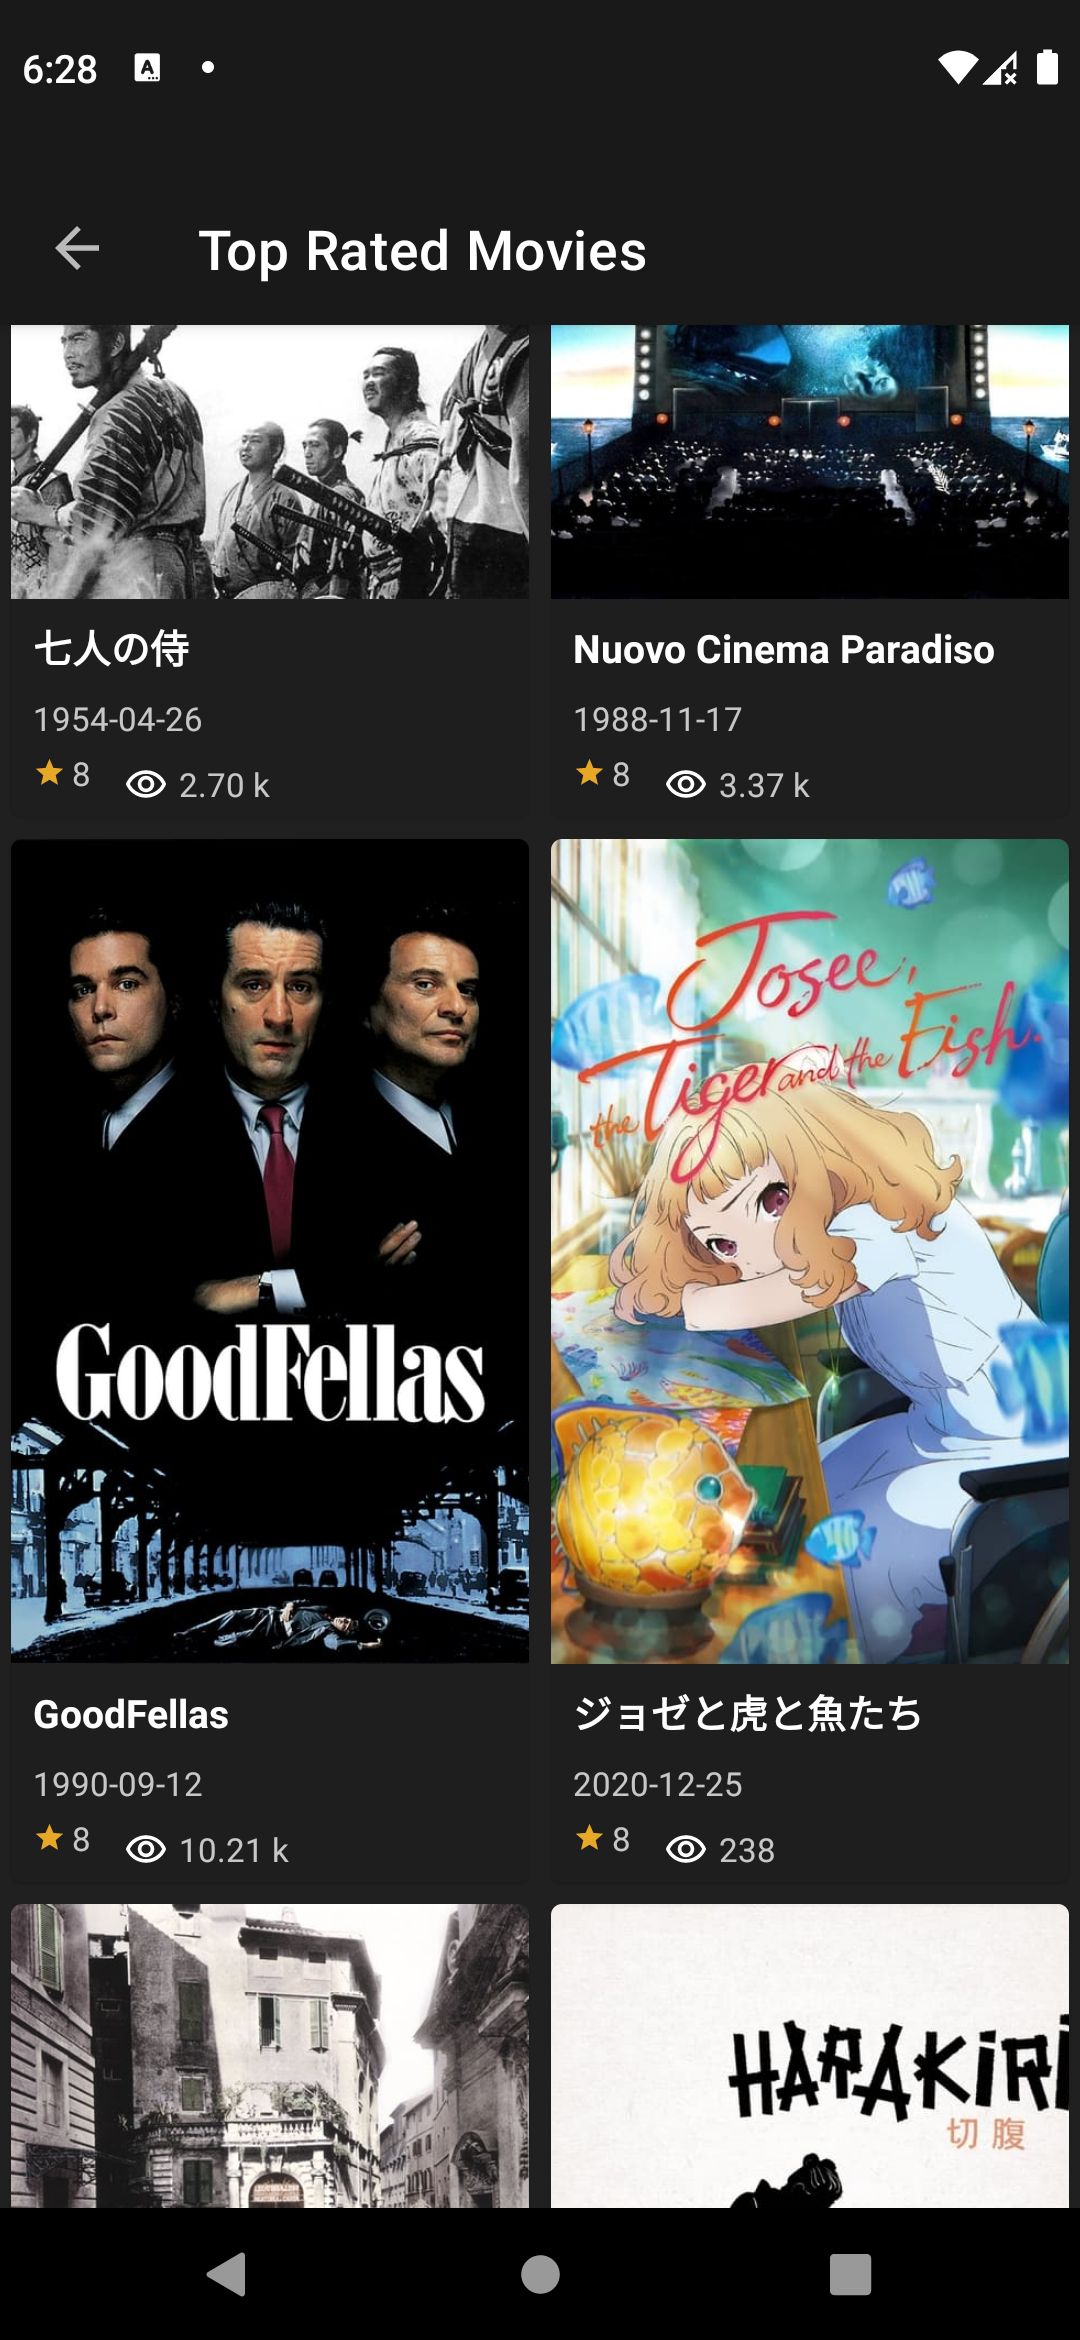 6:28
Top Rated Movies
七人の侍
1954-04-26
8 2.70 k
Nuovo Cinema Paradiso
1988-11-17
8 3.37 k
GoodFellas
GoodFellas
1990-09-12
8 10.21 k
Josee,
the Tiger and the Fish.
ジョゼと虎と魚たち
2020-12-25
8 238
HARAKIRI
切腹